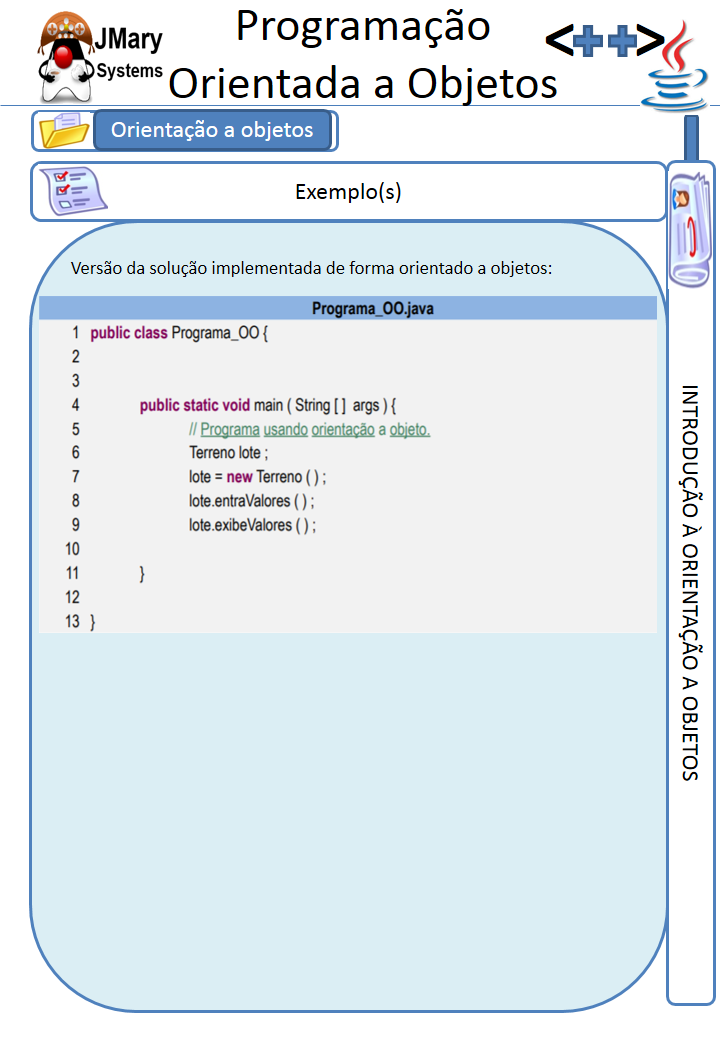 JMary
Systems
Programação
Orientada a Objetos
<++>
Orientação a objetos
Exemplo(s)
Versão da solução implementada de forma orientado a objetos:
Programa_OO.java
1 public class Programa_OO {
2
3
4 public static void main ( String [ ] args ) {
5 // Programa usando orientação a objeto.
6 Terreno lote ;
7 lote = new Terreno ( ) ;
8 lote.entraValores ( ) ;
9 lote.exibeValores ( ) ;
10
11 }
12
13 }
INTRODUÇÃO À ORIENTAÇÃO A OBJETOS